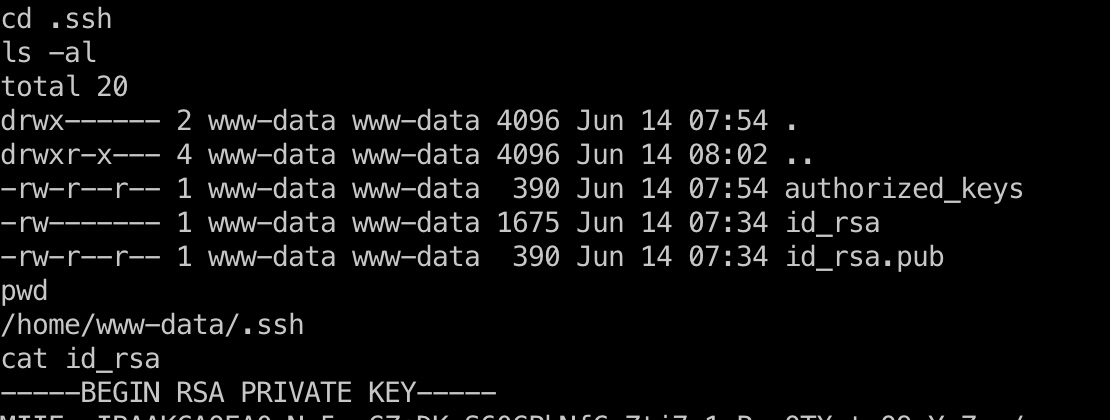 cd .ssh
ls -al
total 20
drwx------ 2 www-data www-data 4096 Jun 14 07:54 .
drwxr-x--- 4 www-data www-data 4096 Jun 14 08:02 ..
-rw-r--r-- 1 www-data www-data  390 Jun 14 07:54 authorized_keys
-rw------- 1 www-data www-data 1675 Jun 14 07:34 id_rsa
-rw-r--r-- 1 www-data www-data  390 Jun 14 07:34 id_rsa.pub
pwd
/home/www-data/.ssh
cat id_rsa
-----BEGIN RSA PRIVATE KEY-----